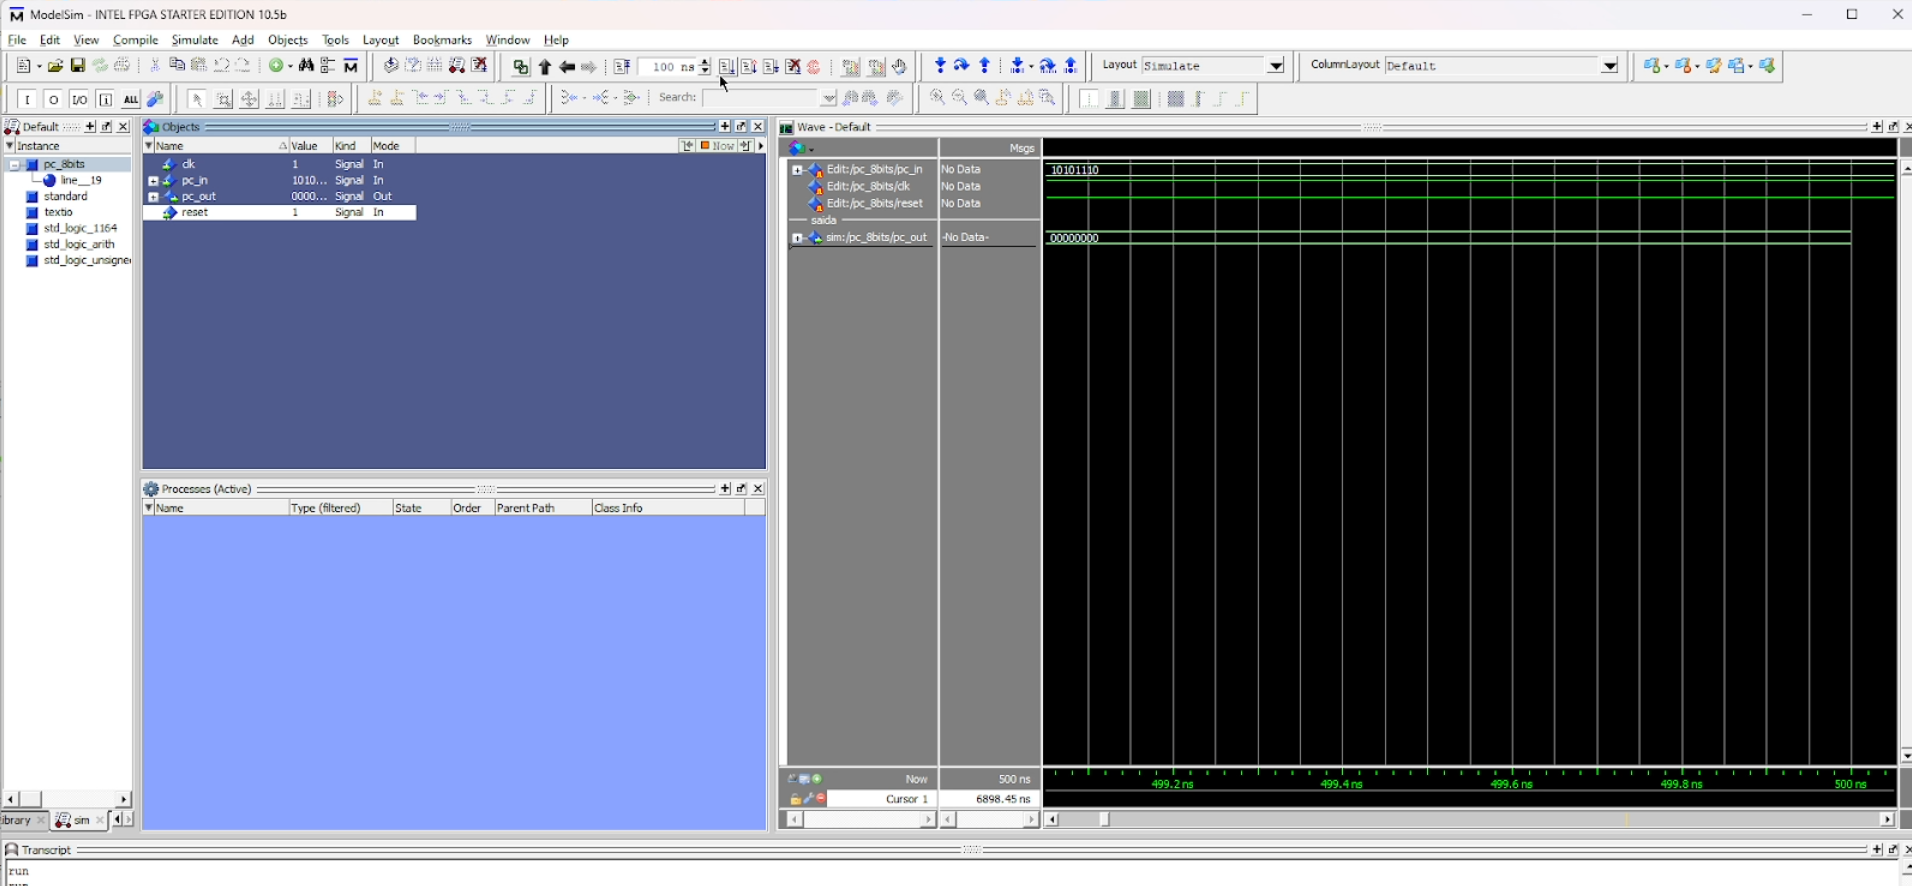 ModelSim - INTEL FPGA STARTER EDITION 10.5b
File Edit View Compile Simulate Add Objects Tools Layout Bookmarks Window Help
100 ns
Layout Simulate
ColumnLayout Default
I O I/O ALL
Search:
Default
Instance
pc_8bits
line__19
standard
textio
std_logic_1164
std_logic_arith
std_logic_unsigne
Library
sim
Objects
Name Value Kind Mode
Now
clk 1 Signal In
pc_in 1010... Signal In
pc_out 0000... Signal Out
reset 1 Signal In
Processes (Active)
Name Type (filtered) State Order Parent Path Class Info
Wave - Default
Msgs
Edit:/pc_8bits/pc_in No Data 10101110
Edit:/pc_8bits/clk No Data
Edit:/pc_8bits/reset No Data
saida
sim:/pc_8bits/pc_out -No Data- 00000000
Now 500 ns
499.2 ns 499.4 ns 499.6 ns 499.8 ns 500 ns
Cursor 1 6898.45 ns
Transcript
run
run